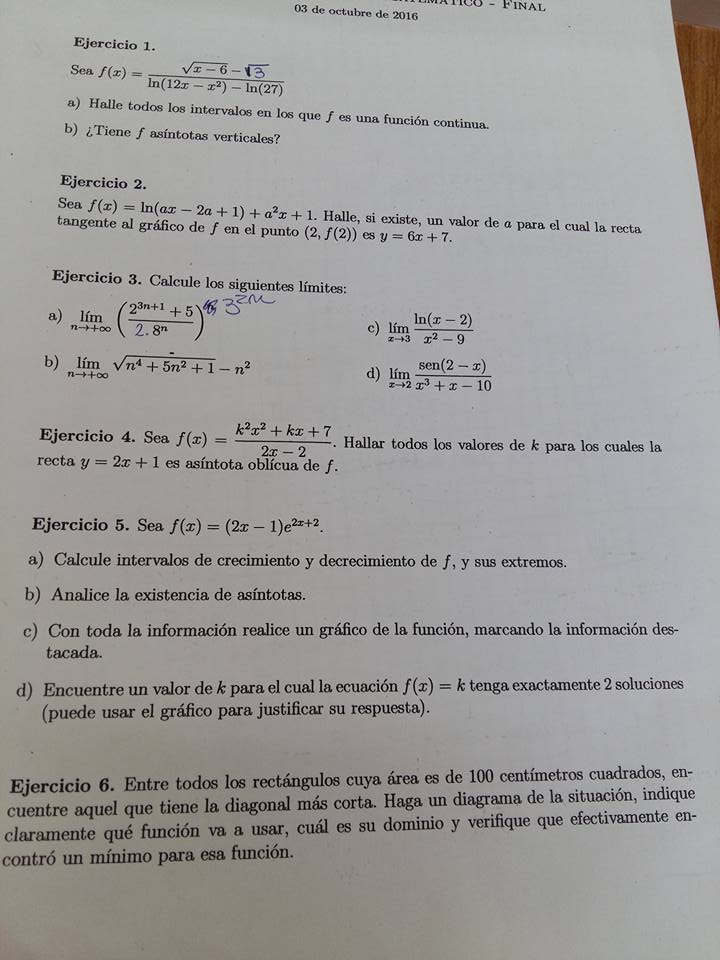 - FINAL
03 de octubre de 2016
Ejercicio 1.
Sea f(x) = (√(x − 6) − √3) / (ln(12x − x²) − ln(27))
a) Halle todos los intervalos en los que f es una función continua.
b) ¿Tiene f asíntotas verticales?
Ejercicio 2.
Sea f(x) = ln(ax − 2a + 1) + a²x + 1. Halle, si existe, un valor de a para el cual la recta
tangente al gráfico de f en el punto (2, f(2)) es y = 6x + 7.
Ejercicio 3. Calcule los siguientes límites:
a) lím n→+∞ ((2³ⁿ⁺¹ + 5) / (2.8ⁿ))^3^2n
c) lím x→3 ln(x − 2) / (x² − 9)
b) lím n→+∞ √(n⁴ + 5n² + 1) − n²
d) lím x→2 sen(2 − x) / (x³ + x − 10)
Ejercicio 4. Sea f(x) = (k²x² + kx + 7) / (2x − 2). Hallar todos los valores de k para los cuales la
recta y = 2x + 1 es asíntota oblícua de f.
Ejercicio 5. Sea f(x) = (2x − 1)e²ˣ⁺².
a) Calcule intervalos de crecimiento y decrecimiento de f, y sus extremos.
b) Analice la existencia de asíntotas.
c) Con toda la información realice un gráfico de la función, marcando la información des-
tacada.
d) Encuentre un valor de k para el cual la ecuación f(x) = k tenga exactamente 2 soluciones
(puede usar el gráfico para justificar su respuesta).
Ejercicio 6. Entre todos los rectángulos cuya área es de 100 centímetros cuadrados, en-
cuentre aquel que tiene la diagonal más corta. Haga un diagrama de la situación, indique
claramente qué función va a usar, cuál es su dominio y verifique que efectivamente en-
contró un mínimo para esa función.